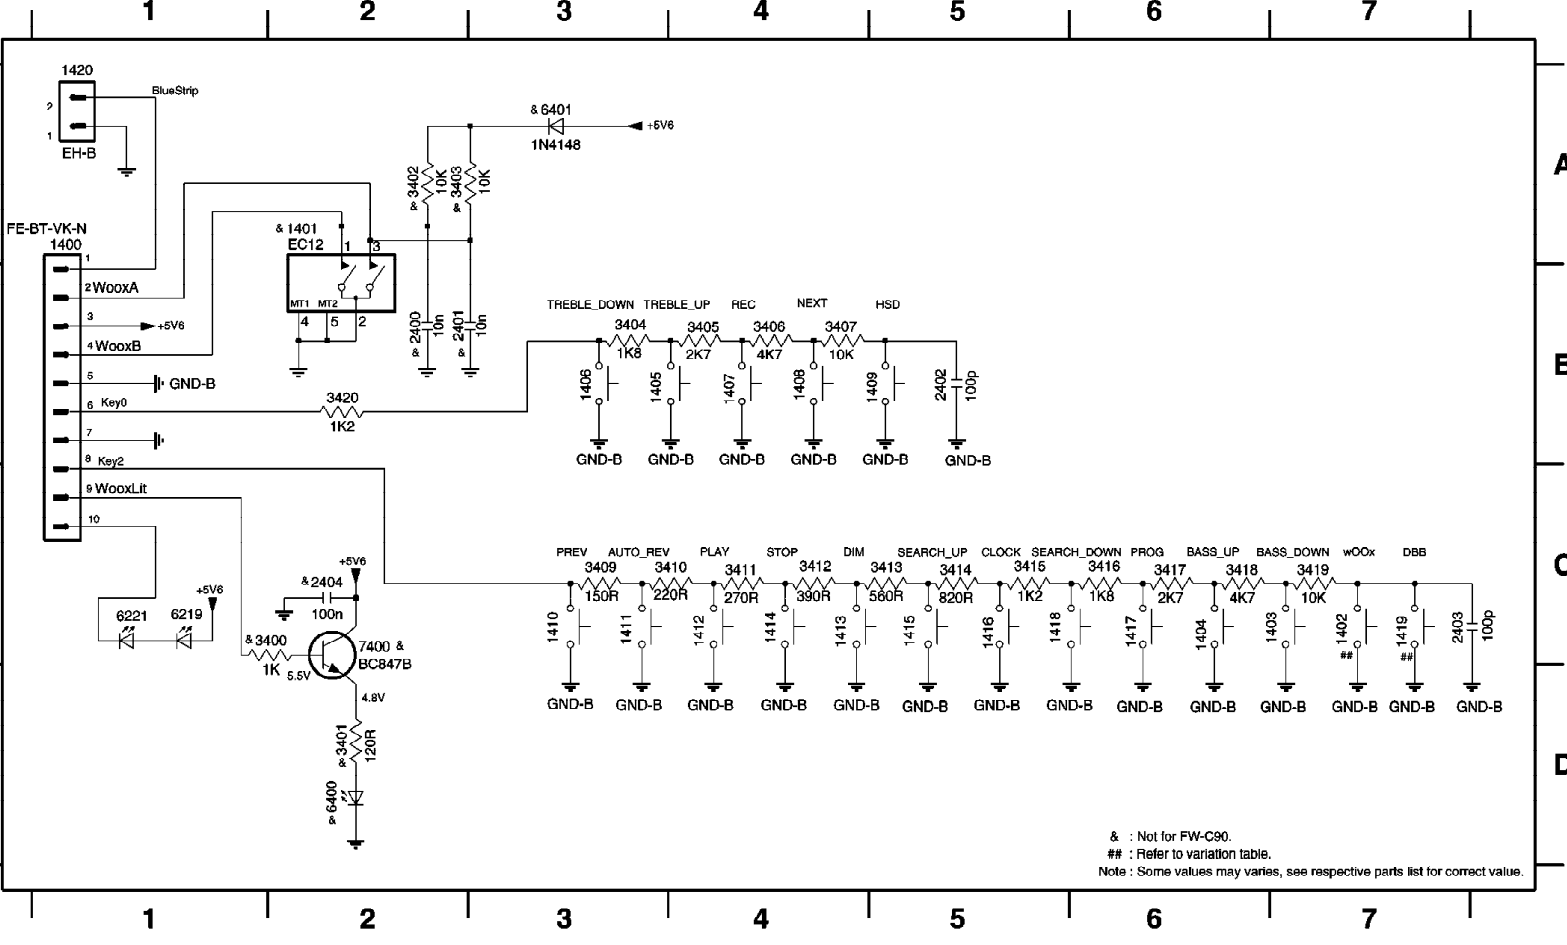 1 2 3 4 5 6 7
1420
BlueStrip
2
1
EH-B
& 6401
1N4148
+5V6
A
& 3402
10K
& 3403
10K
FE-BT-VK-N
1400
& 1401
EC12
1 3
1
2 WooxA
3
+5V6
4 WooxB
5
GND-B
6 Key0
7
8 Key2
9 WooxLit
10
MT1 MT2
4 5 2
& 2400
10n
& 2401
10n
TREBLE_DOWN TREBLE_UP REC NEXT HSD
3404 3405 3406 3407
1K8 2K7 4K7 10K
B
1406 1405 1407 1408 1409
2402
100p
3420
1K2
GND-B GND-B GND-B GND-B GND-B GND-B
PREV AUTO_REV PLAY STOP DIM SEARCH_UP CLOCK SEARCH_DOWN PROG BASS_UP BASS_DOWN wOOx DBB
C
3409 3410 3411 3412 3413 3414 3415 3416 3417 3418 3419
150R 220R 270R 390R 560R 820R 1K2 1K8 2K7 4K7 10K
1410 1411 1412 1414 1413 1415 1416 1418 1417 1404 1403 1402 1419
## ##
2403
100p
GND-B GND-B GND-B GND-B GND-B GND-B GND-B GND-B GND-B GND-B GND-B GND-B GND-B GND-B
+5V6
& 2404
100n
+5V6
6221 6219
& 3400
1K
5.5V
7400 &
BC847B
4.8V
& 3401
120R
& 6400
D
& : Not for FW-C90.
## : Refer to variation table.
Note : Some values may varies, see respective parts list for correct value.
1 2 3 4 5 6 7